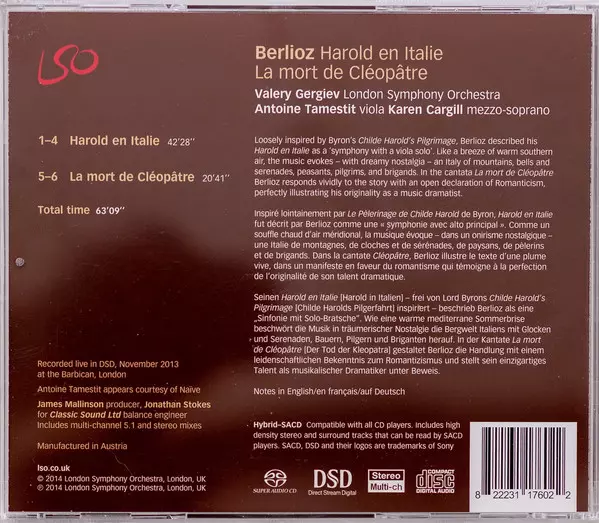 LSO
Berlioz Harold en Italie
La mort de Cléopâtre
Valery Gergiev London Symphony Orchestra
Antoine Tamestit viola Karen Cargill mezzo-soprano
1–4 Harold en Italie 42'28''
5–6 La mort de Cléopâtre 20'41''
Total time 63'09''
Loosely inspired by Byron's Childe Harold's Pilgrimage, Berlioz described his
Harold en Italie as a 'symphony with a viola solo'. Like a breeze of warm southern
air, the music evokes – with dreamy nostalgia – an Italy of mountains, bells and
serenades, peasants, pilgrims, and brigands. In the cantata La mort de Cléopâtre
Berlioz responds vividly to the story with an open declaration of Romanticism,
perfectly illustrating his originality as a music dramatist.
Inspiré lointainement par Le Pèlerinage de Childe Harold de Byron, Harold en Italie
fut décrit par Berlioz comme une « symphonie avec alto principal ». Comme un
souffle chaud d'air méridional, la musique évoque – dans un onirisme nostalgique –
une Italie de montagnes, de cloches et de sérénades, de paysans, de pèlerins
et de brigands. Dans la cantate Cléopâtre, Berlioz illustre le texte d'une plume
vive, dans un manifeste en faveur du romantisme qui témoigne à la perfection
de l'originalité de son talent dramatique.
Seinen Harold en Italie [Harold in Italien] – frei von Lord Byrons Childe Harold's
Pilgrimage [Childe Harolds Pilgerfahrt] inspiriert – beschrieb Berlioz als eine
„Sinfonie mit Solo-Bratsche". Wie eine warme mediterrane Sommerbrise
beschwört die Musik in träumerischer Nostalgie die Bergwelt Italiens mit Glocken
und Serenaden, Bauern, Pilgern und Briganten herauf. In der Kantate La mort
de Cléopâtre [Der Tod der Kleopatra] gestaltet Berlioz die Handlung mit einem
leidenschaftlichen Bekenntnis zum Romantizismus und stellt sein einzigartiges
Talent als musikalischer Dramatiker unter Beweis.
Notes in English/en français/auf Deutsch
Recorded live in DSD, November 2013
at the Barbican, London
Antoine Tamestit appears courtesy of Naïve
James Mallinson producer, Jonathan Stokes
for Classic Sound Ltd balance engineer
Includes multi-channel 5.1 and stereo mixes
Manufactured in Austria
Hybrid-SACD Compatible with all CD players. Includes high
density stereo and surround tracks that can be read by SACD
players. SACD, DSD and their logos are trademarks of Sony
lso.co.uk
© 2014 London Symphony Orchestra, London, UK
℗ 2014 London Symphony Orchestra, London, UK
SUPER AUDIO CD
DSD
Direct Stream Digital
Stereo
Multi-ch
COMPACT
disc
DIGITAL AUDIO
8 22231 17602 2